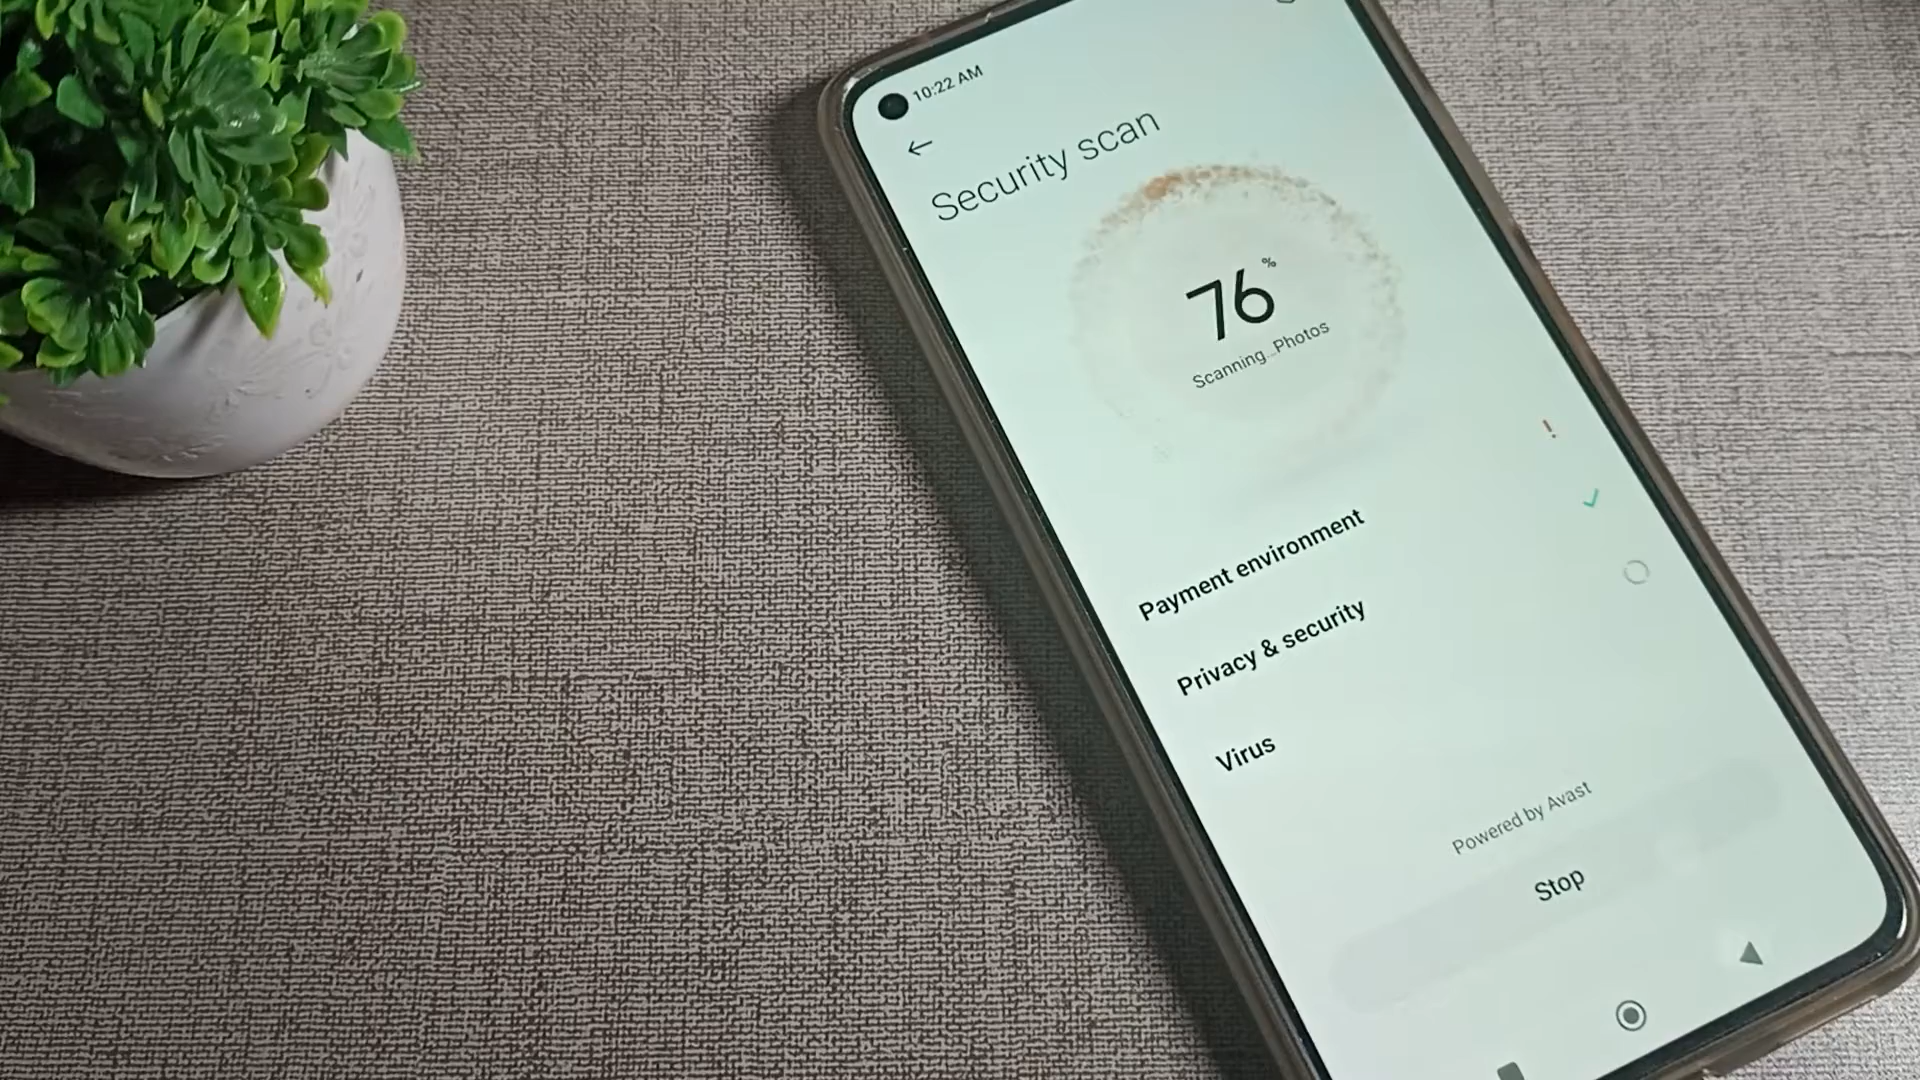 10:22 AM
Security scan
76%
Scanning Photos
Payment environment
!
Privacy & security
Virus
Powered by Avast
Stop